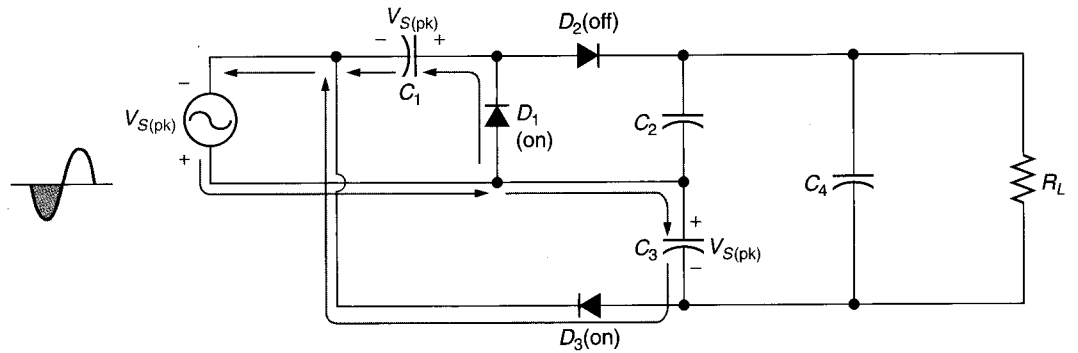 V_S(pk)
− +
C_1
D_2(off)
−
V_S(pk)
+
D_1
(on)
C_2
C_4
R_L
+
C_3 V_S(pk)
−
D_3(on)